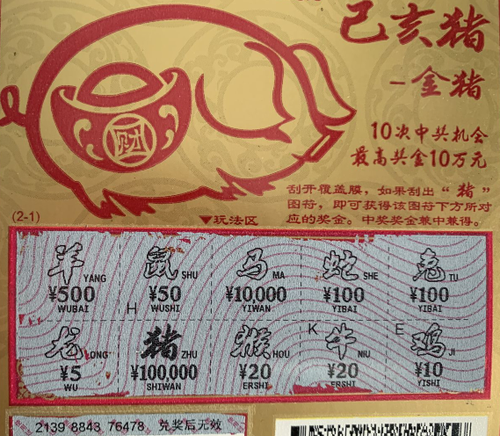 己亥猪
-金猪
财
10次中奖机会
最高奖金10万元
刮开覆盖膜，如果刮出“猪”
图符，即可获得该图符下方所对
应的奖金。中奖奖金兼中兼得。
(2-1)
▼玩法区
羊 YANG 鼠 SHU 马 MA 蛇 SHE 兔 TU
¥500 ¥50 ¥10,000 ¥100 ¥100
WUBAI WUSHI YIWAN YIBAI YIBAI
H
K E
龙 LONG 猪 ZHU 猴 HOU 牛 NIU 鸡 JI
¥5 ¥100,000 ¥20 ¥20 ¥10
WU SHIWAN ERSHI ERSHI YISHI
2139 8843 76478 兑奖后无效